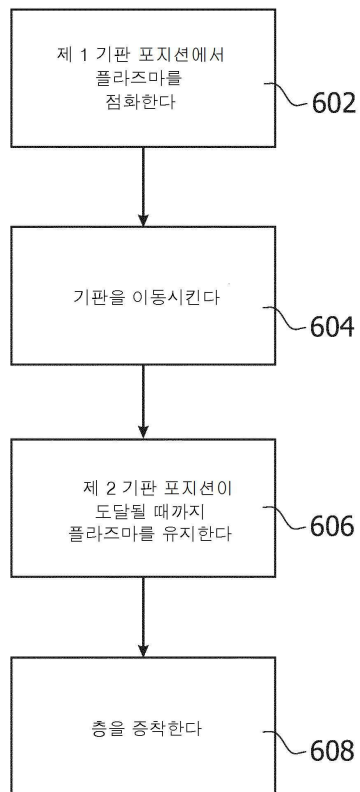 제 1 기판 포지션에서
플라즈마를
점화한다
602
기판을 이동시킨다
604
제 2 기판 포지션이
도달될 때까지
플라즈마를 유지한다
606
층을 증착한다
608